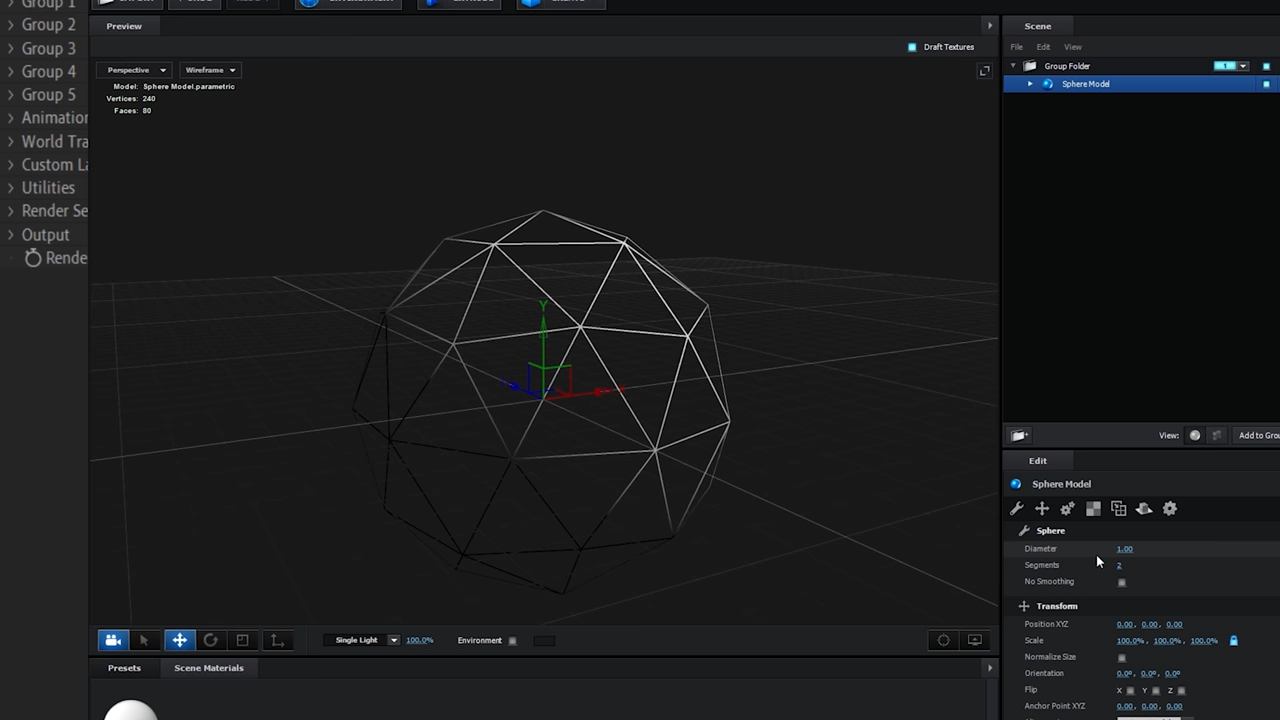 Group 1
Group 2
Group 3
Group 4
Group 5
Animation
World Tra
Custom La
Utilities
Render Se
Output
Rende
Preview
Draft Textures
Perspective
Wireframe
Model: Sphere Model.parametric
Vertices: 240
Faces: 80
Y
Single Light
100.0%
Environment
Presets
Scene Materials
Scene
File Edit View
Group Folder
1
Sphere Model
View:
Add to Grou
Edit
Sphere Model
Sphere
Diameter 1.00
Segments 2
No Smoothing
Transform
Position XYZ 0.00, 0.00, 0.00
Scale 100.0%, 100.0%, 100.0%
Normalize Size
Orientation 0.0°, 0.0°, 0.0°
Flip X Y Z
Anchor Point XYZ 0.00, 0.00, 0.00